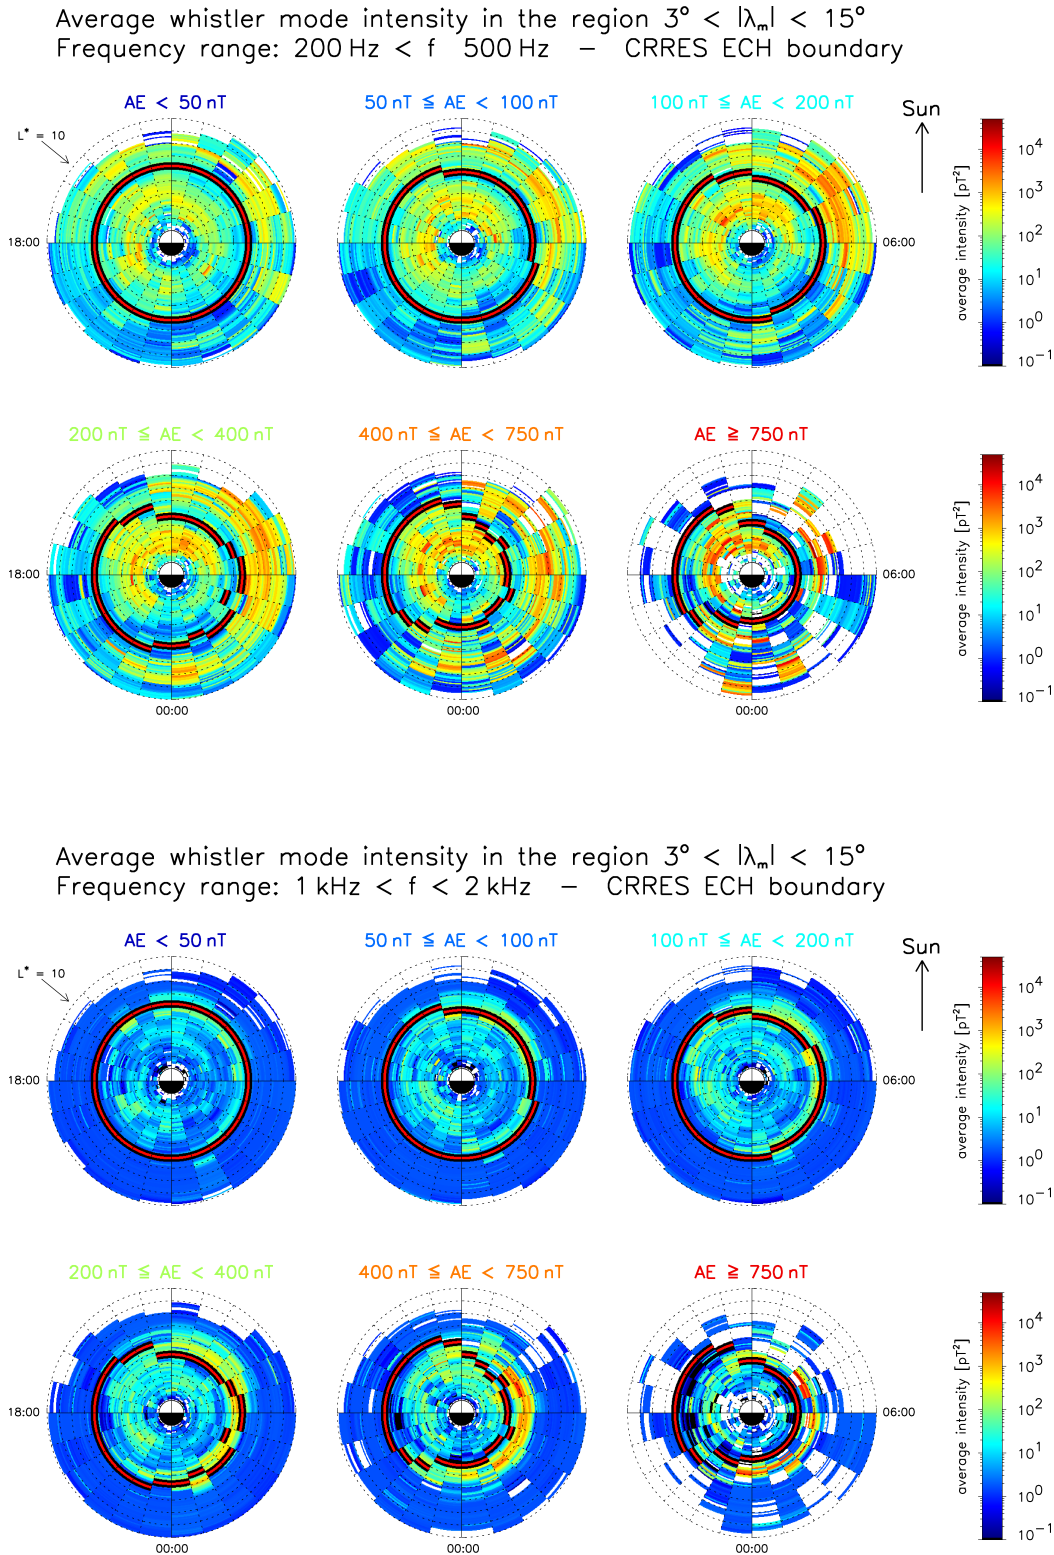 Average whistler mode intensity in the region 3° < |λm| < 15°
Frequency range: 200 Hz < f 500 Hz – CRRES ECH boundary
AE < 50 nT
50 nT ≦ AE < 100 nT
100 nT ≦ AE < 200 nT
Sun
L* = 10
18:00
06:00
average intensity [pT²]
10⁴
10³
10²
10¹
10⁰
10⁻¹
200 nT ≦ AE < 400 nT
400 nT ≦ AE < 750 nT
AE ≧ 750 nT
18:00
06:00
00:00
00:00
00:00
average intensity [pT²]
10⁴
10³
10²
10¹
10⁰
10⁻¹
Average whistler mode intensity in the region 3° < |λm| < 15°
Frequency range: 1 kHz < f < 2 kHz – CRRES ECH boundary
AE < 50 nT
50 nT ≦ AE < 100 nT
100 nT ≦ AE < 200 nT
Sun
L* = 10
18:00
06:00
average intensity [pT²]
10⁴
10³
10²
10¹
10⁰
10⁻¹
200 nT ≦ AE < 400 nT
400 nT ≦ AE < 750 nT
AE ≧ 750 nT
18:00
06:00
00:00
00:00
00:00
average intensity [pT²]
10⁴
10³
10²
10¹
10⁰
10⁻¹